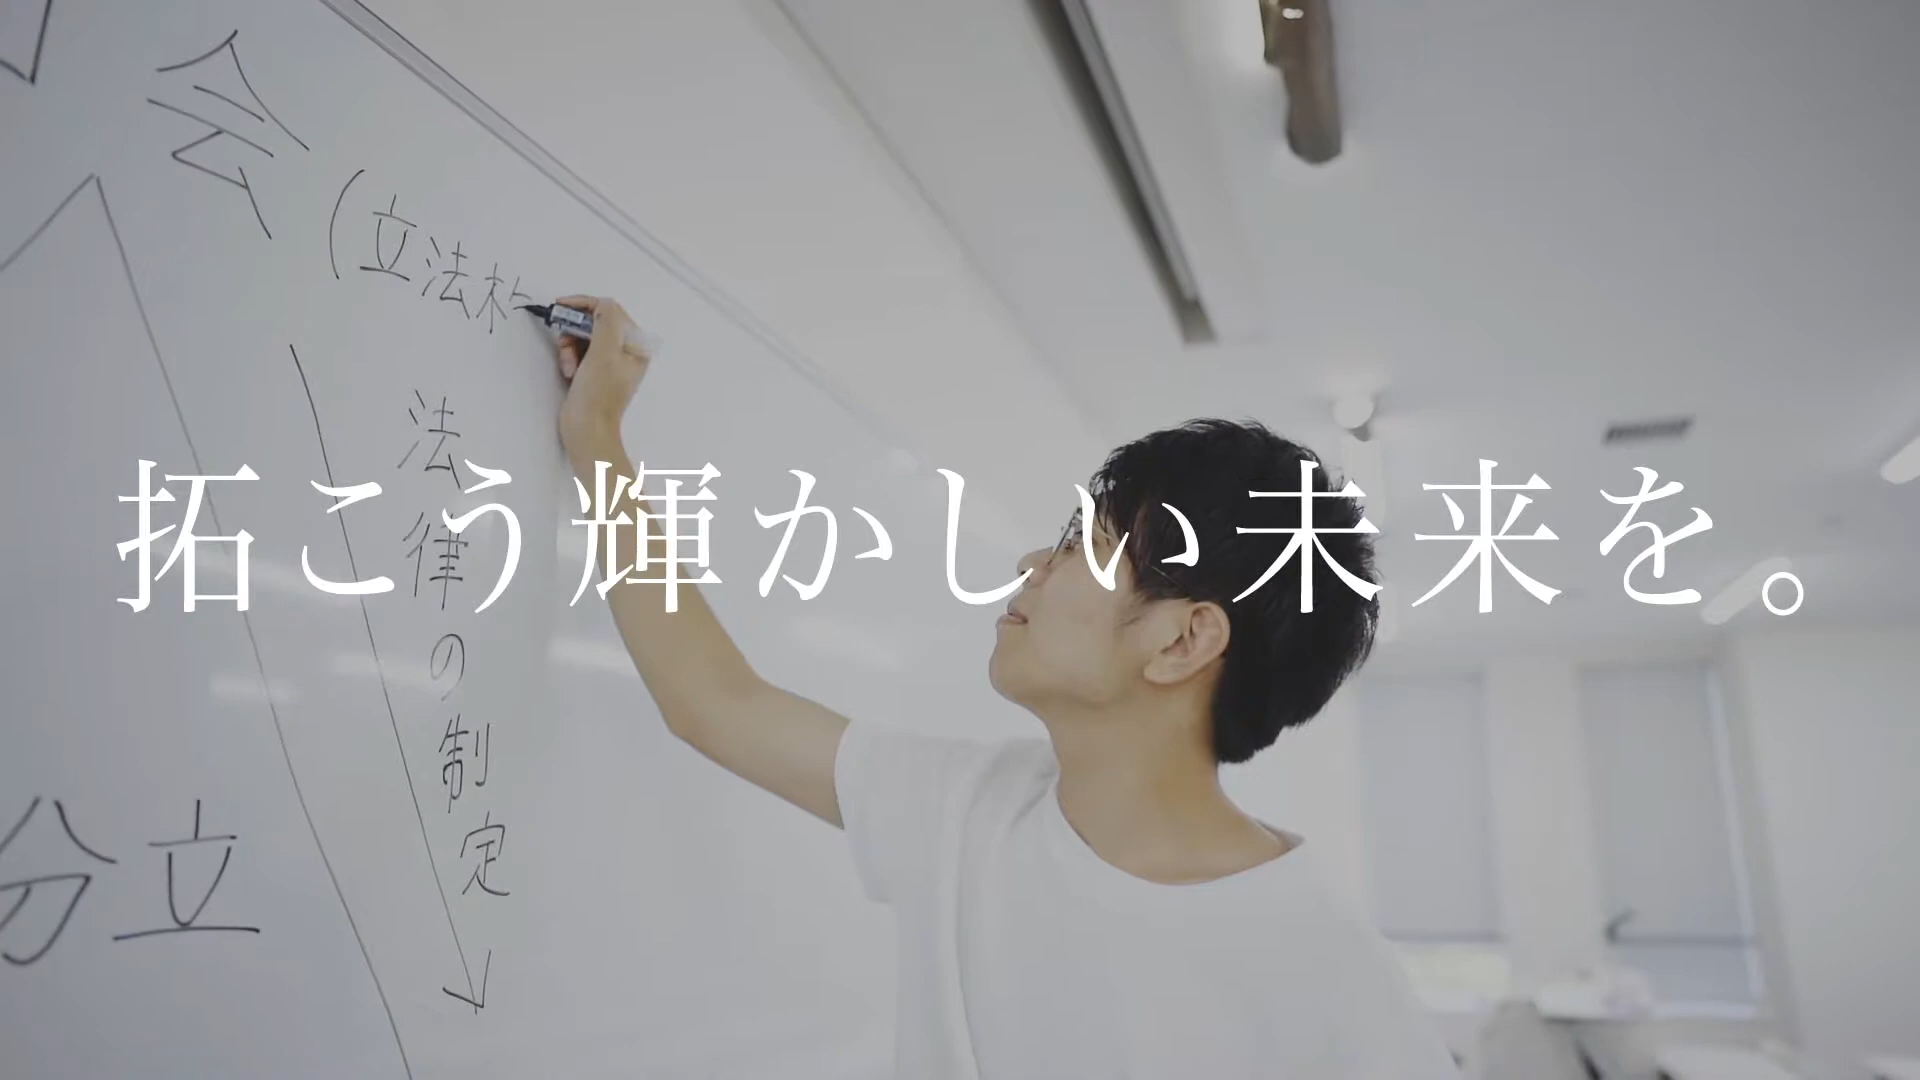 拓こう輝かしい未来を。
会
(立法
法律の制定
分立